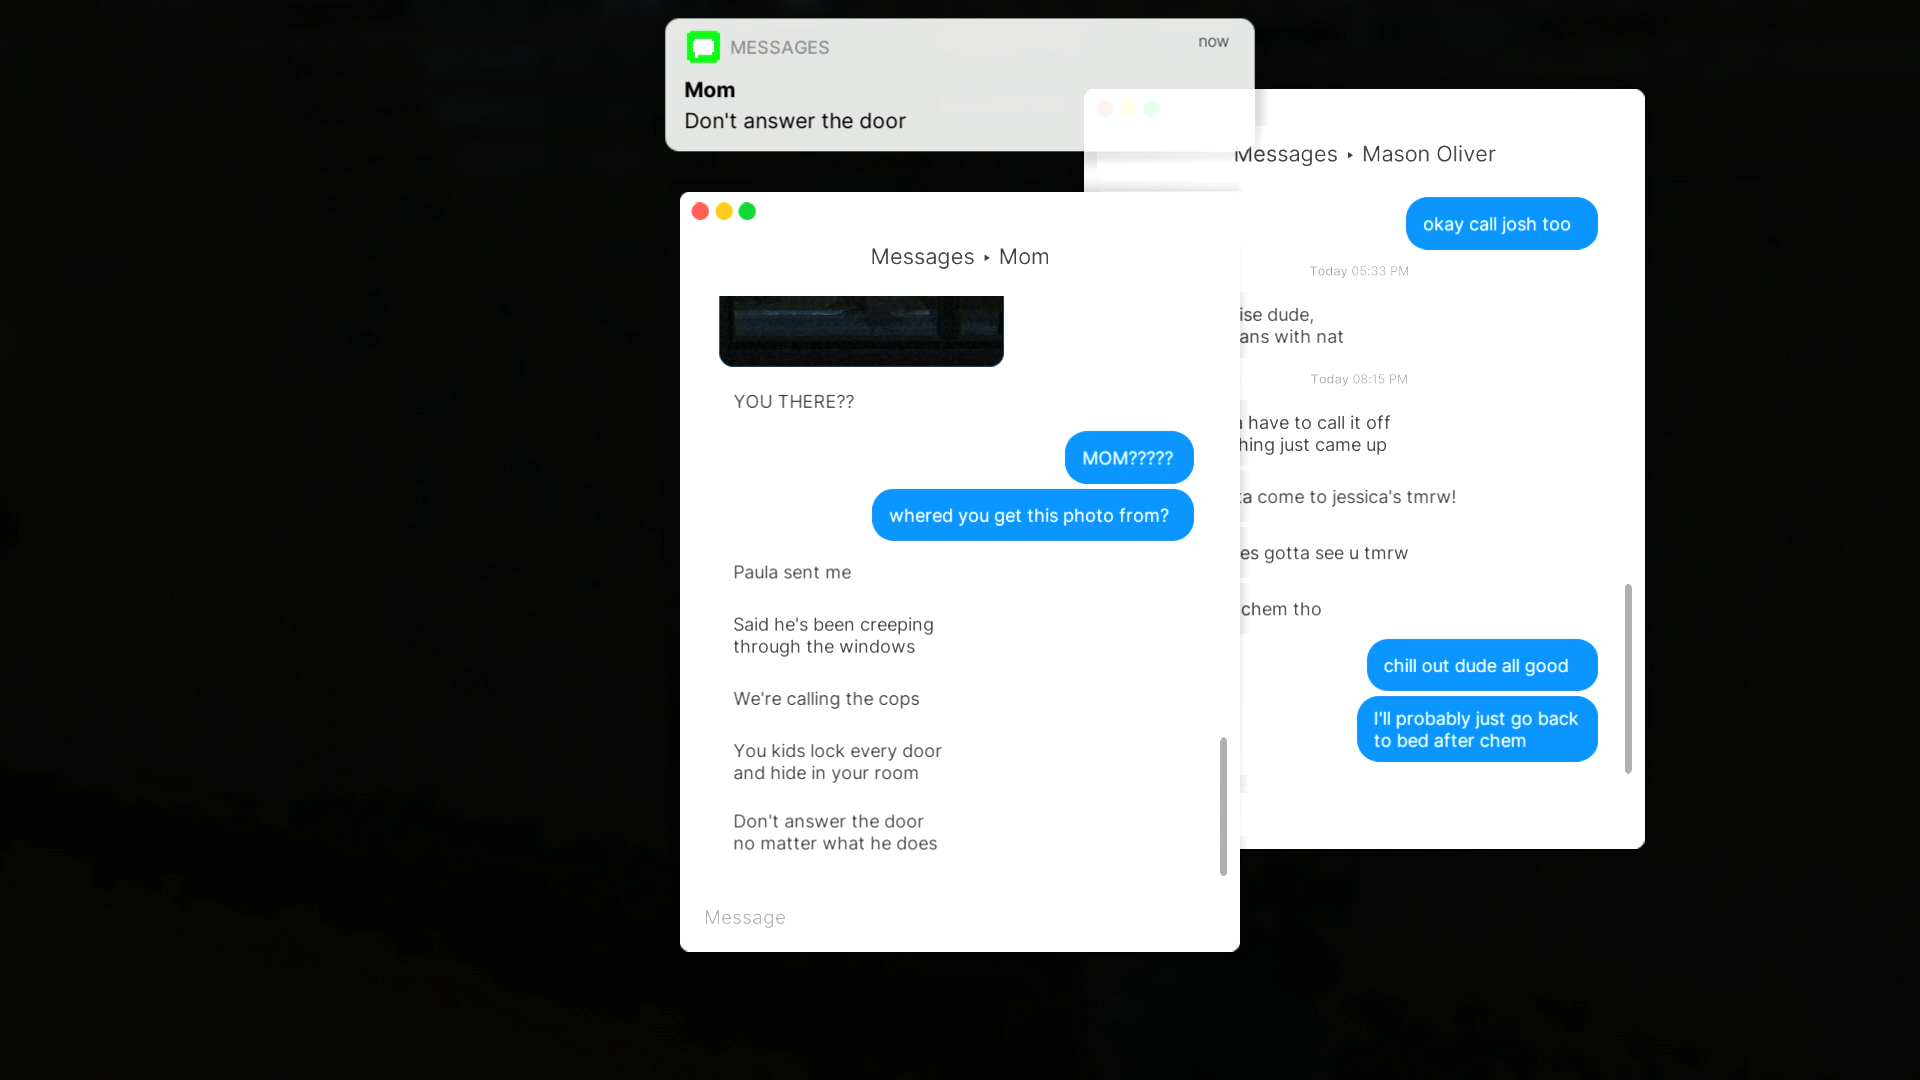 MESSAGES
now
Mom
Don't answer the door
Messages ‣ Mom
YOU THERE??
MOM?????
whered you get this photo from?
Paula sent me
Said he's been creeping
through the windows
We're calling the cops
You kids lock every door
and hide in your room
Don't answer the door
no matter what he does
Message
Messages ‣ Mason Oliver
okay call josh too
Today 05:33 PM
dude,
with nat
Today 08:15 PM
have to call it off
just came up
come to jessica's tmrw!
gotta see u tmrw
chem tho
chill out dude all good
I'll probably just go back
to bed after chem